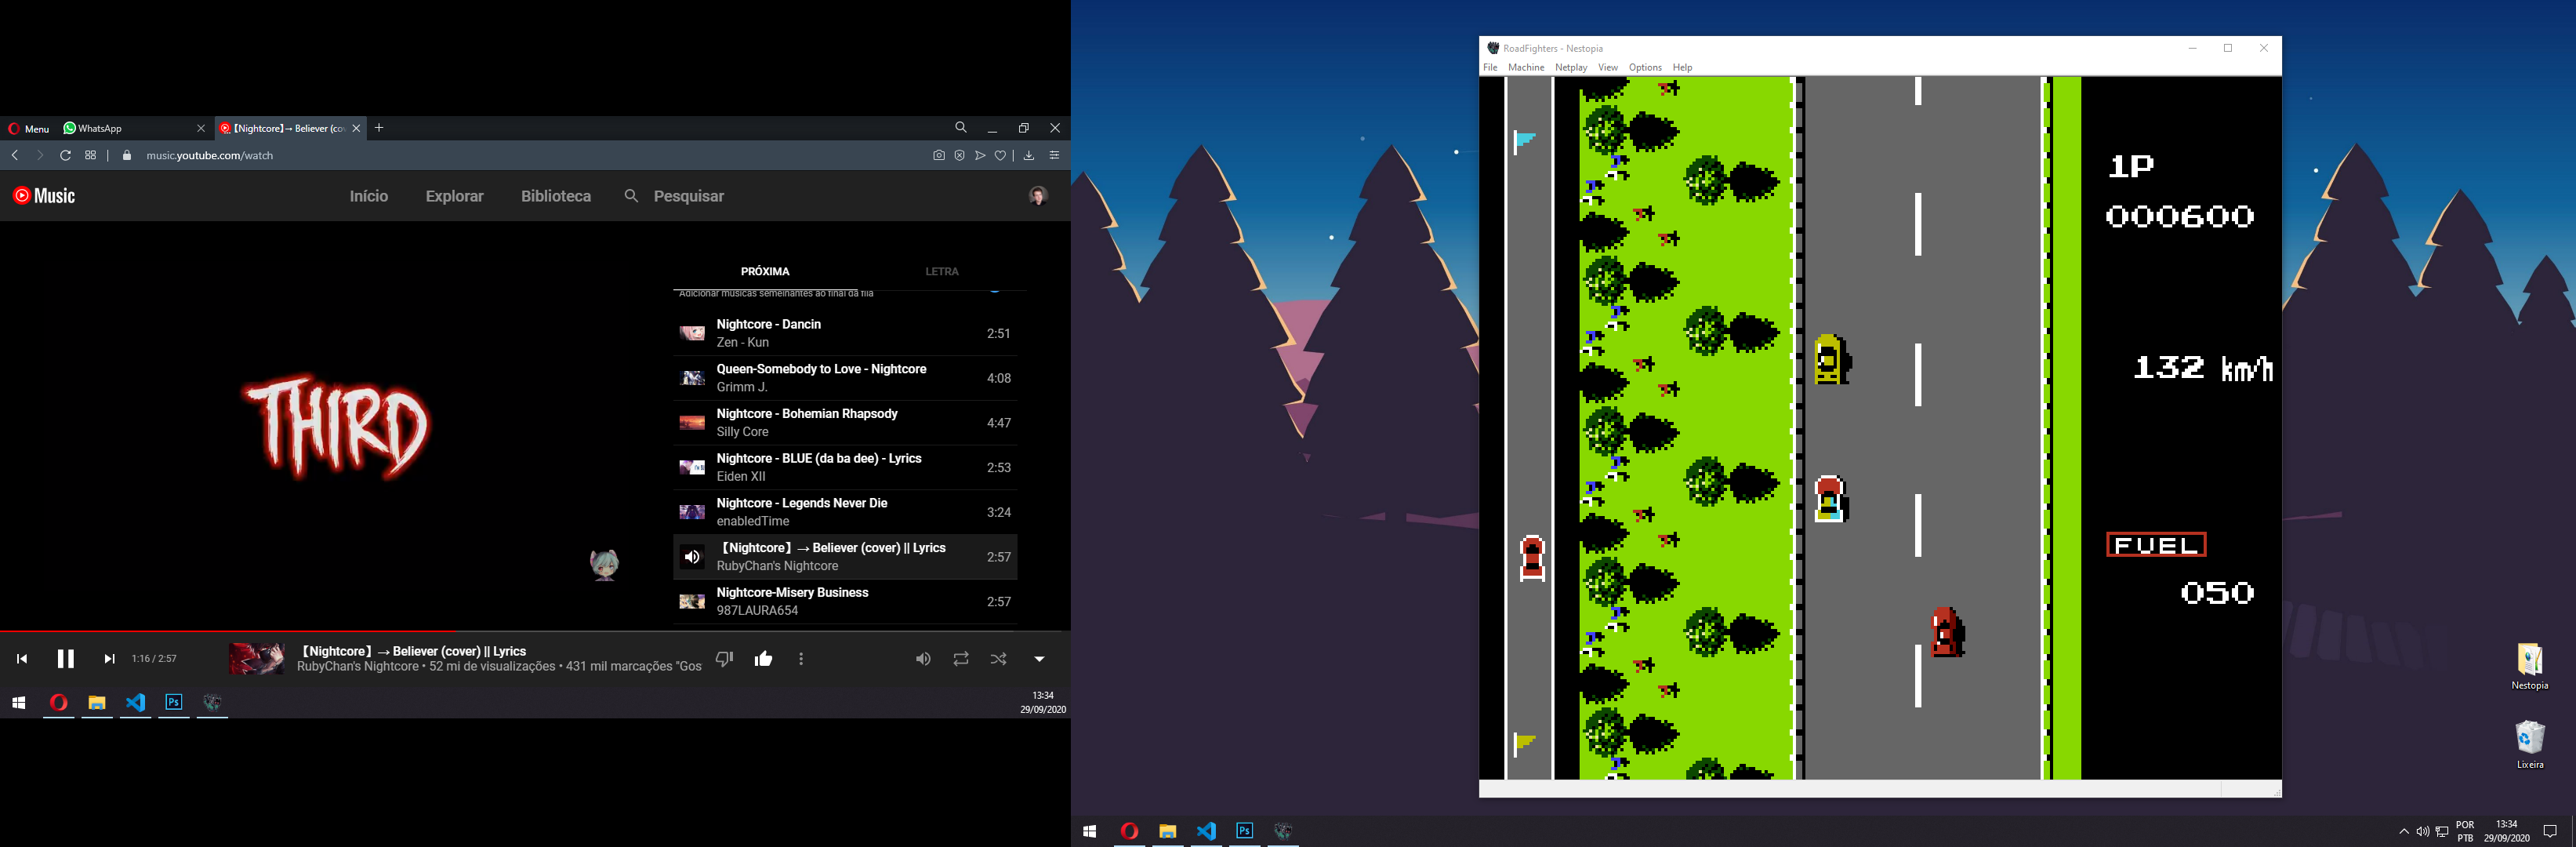 Menu
WhatsApp
【Nightcore】→ Believer (cov
music.youtube.com/watch
Music
Início
Explorar
Biblioteca
Pesquisar
PRÓXIMA
LETRA
Adicionar músicas semelhantes ao final da fila
Nightcore - Dancin
Zen - Kun
2:51
Queen-Somebody to Love - Nightcore
Grimm J.
4:08
Nightcore - Bohemian Rhapsody
Silly Core
4:47
Nightcore - BLUE (da ba dee) - Lyrics
Eiden XII
2:53
Nightcore - Legends Never Die
enabledTime
3:24
【Nightcore】→ Believer (cover) || Lyrics
RubyChan's Nightcore
2:57
Nightcore-Misery Business
987LAURA654
2:57
THIRD
1:16 / 2:57
【Nightcore】→ Believer (cover) || Lyrics
RubyChan's Nightcore • 52 mi de visualizações • 431 mil marcações "Gos
Ps
13:34
29/09/2020
RoadFighters - Nestopia
File Machine Netplay View Options Help
1P
000600
132 km/h
FUEL
050
Nestopia
Lixeira
Ps
POR
PTB
13:34
29/09/2020